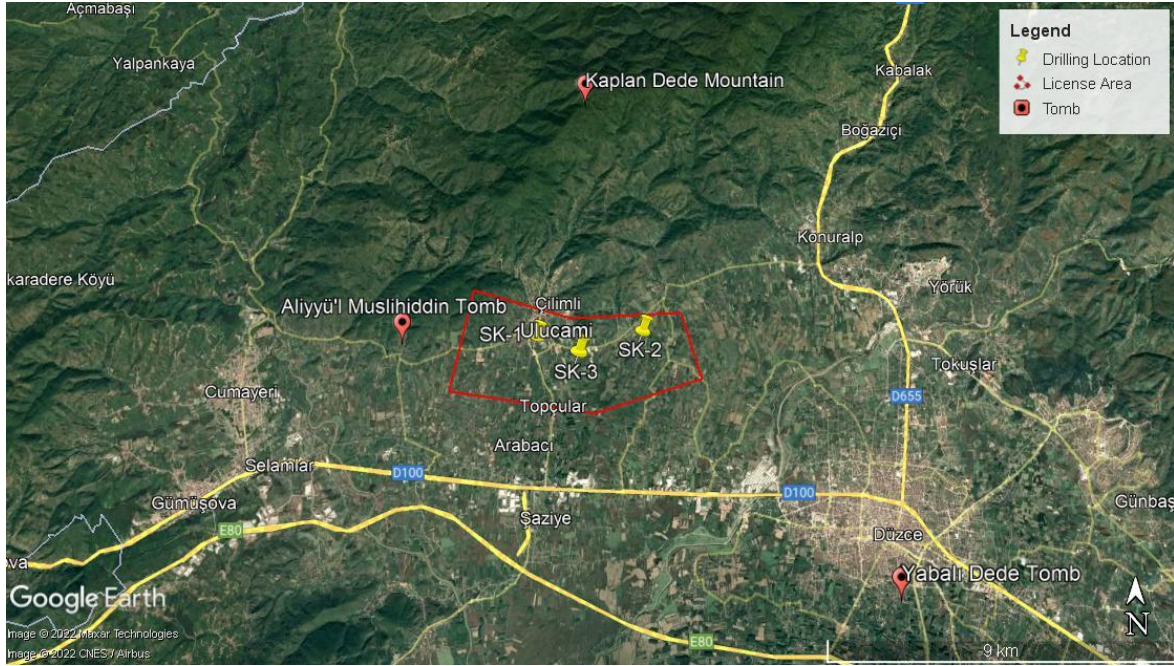 Açmabaşı
Yalpankaya
Kaplan Dede Mountain
Kabalak
Boğaziçi
Legend
Drilling Location
License Area
Tomb
Konuralp
karadere Köyü
Yörük
Aliyyü'l Muslihiddin Tomb
Çilimli
SK-1
Ulucami
SK-2
SK-3
Tokuşlar
Cumayeri
Topçular
D655
Arabacı
Selamlar
D100
D100
Gümüşova
Günbaş
E80
Şaziye
Düzce
ova
Yabalı Dede Tomb
Google Earth
N
Image © 2022 Maxar Technologies
Image © 2022 CNES / Airbus
E80
9 km